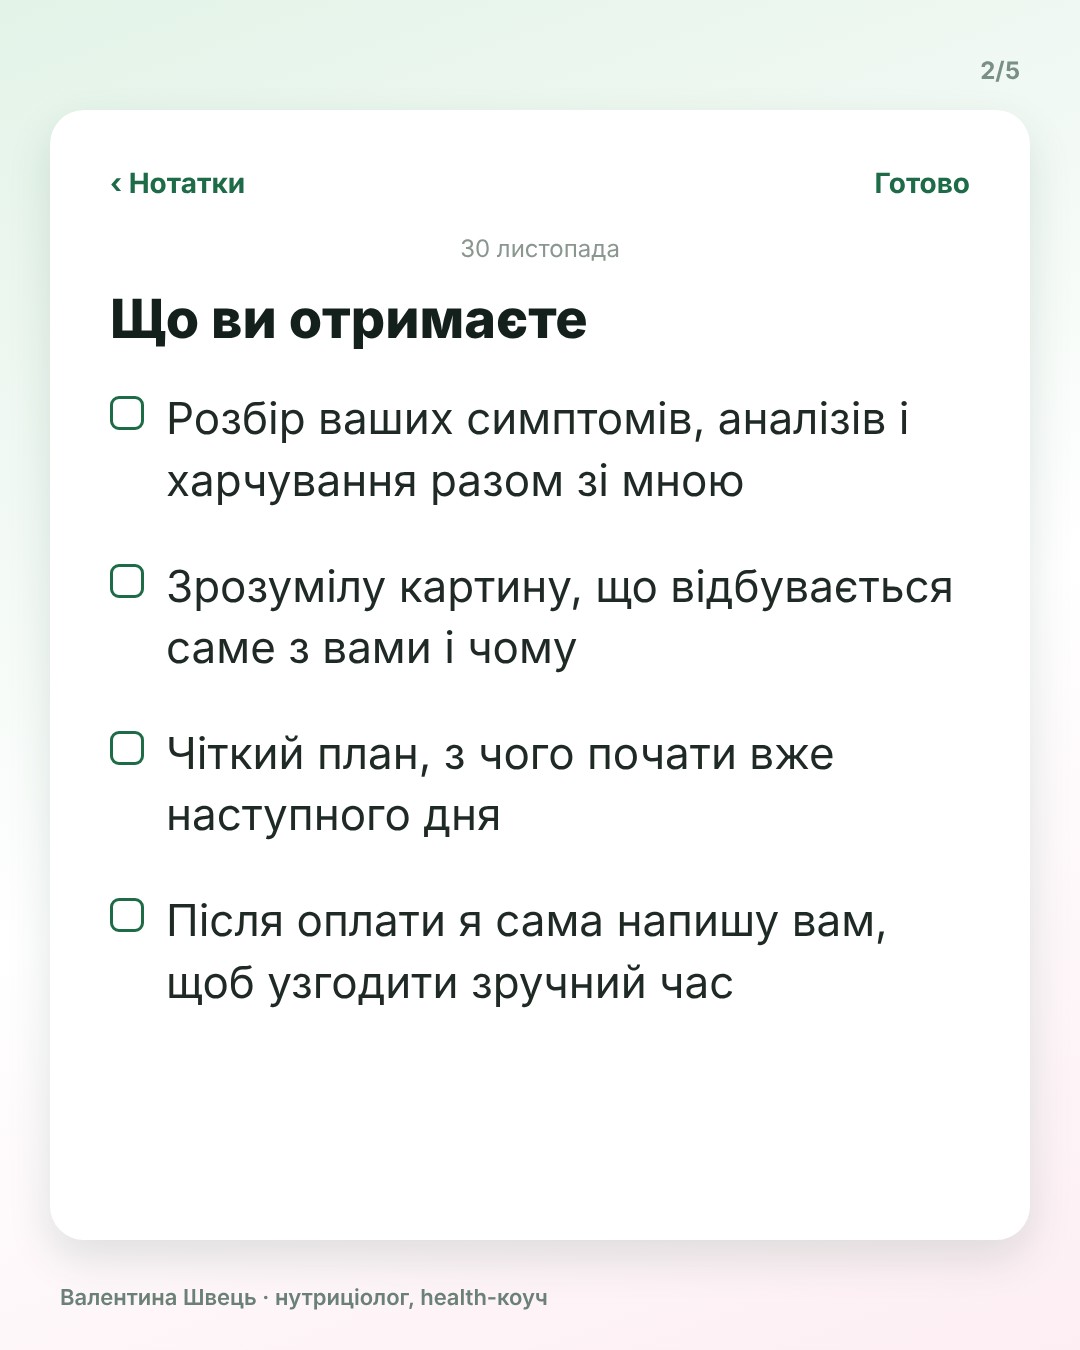 2/5
‹ Нотатки
Готово
30 листопада
Що ви отримаєте
Розбір ваших симптомів, аналізів і
харчування разом зі мною
Зрозумілу картину, що відбувається
саме з вами і чому
Чіткий план, з чого почати вже
наступного дня
Після оплати я сама напишу вам,
щоб узгодити зручний час
Валентина Швець · нутриціолог, health-коуч